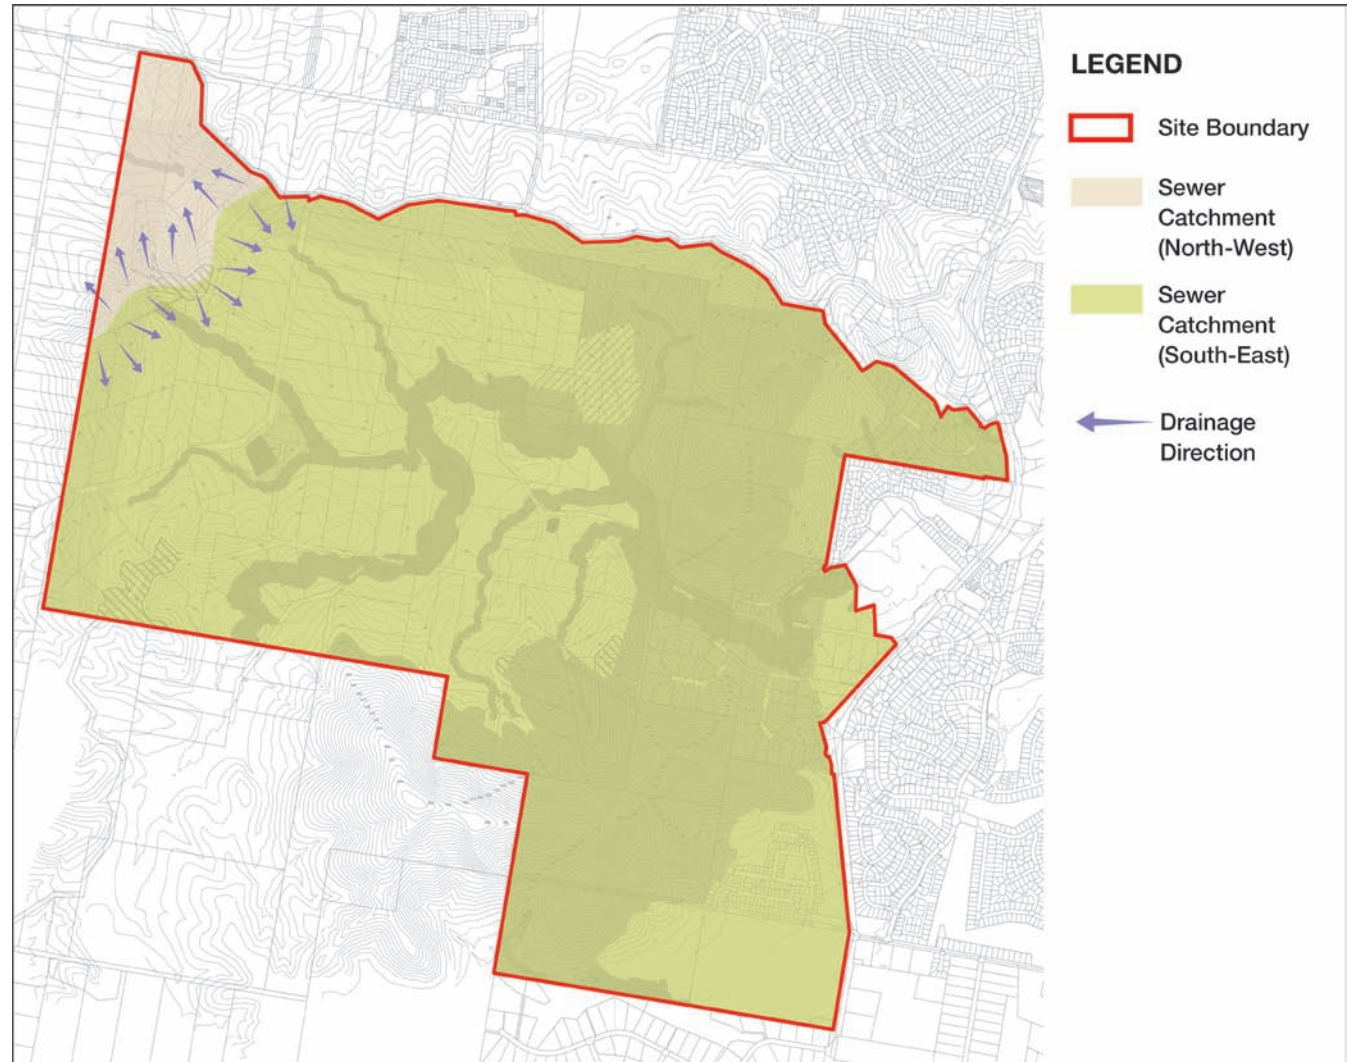 LEGEND
Site Boundary
Sewer
Catchment
(North-West)
Sewer
Catchment
(South-East)
Drainage
Direction